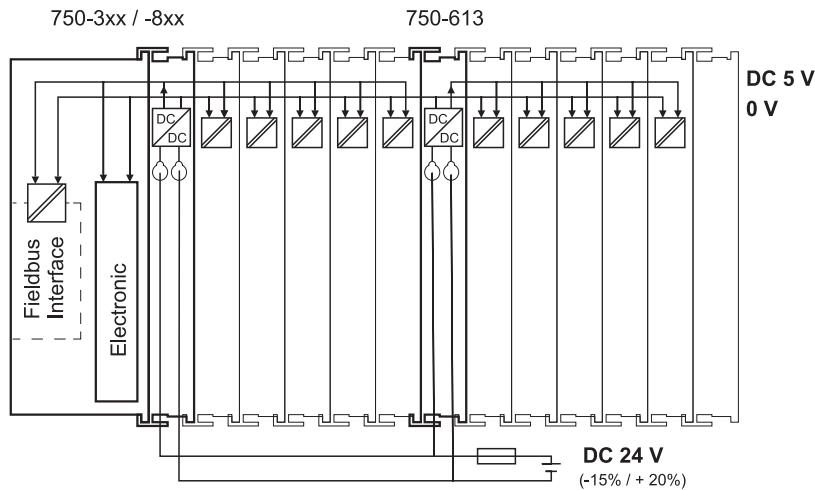 750-3xx / -8xx
750-613
DC 5 V
0 V
DC
DC
DC
DC
Fieldbus
Interface
Electronic
DC 24 V
(-15% / + 20%)